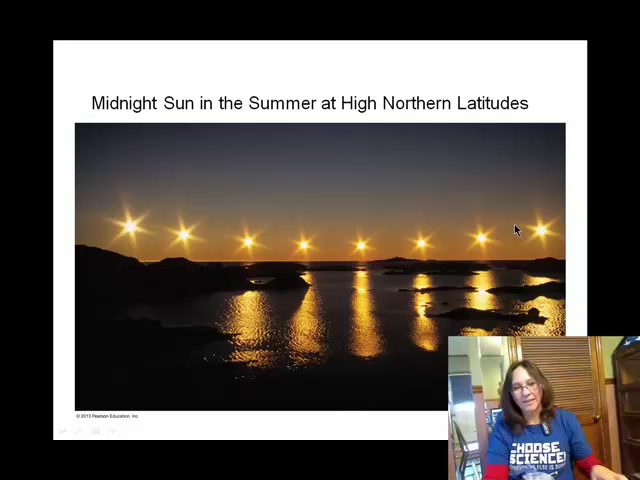 Midnight Sun in the Summer at High Northern Latitudes
© 2013 Pearson Education, Inc.
CHOOSE
SCIENCE!